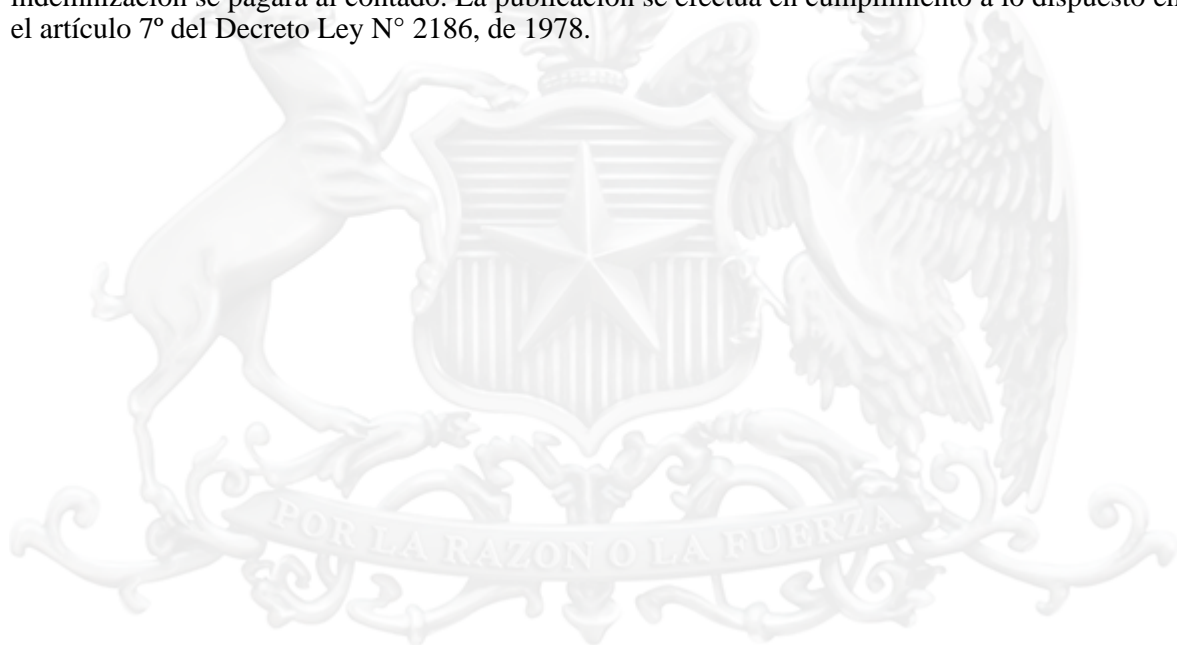 indemnización se pagará al contado. La publicación se efectúa en cumplimiento a lo dispuesto en
el artículo 7º del Decreto Ley N° 2186, de 1978.
POR LA RAZON O LA FUERZA